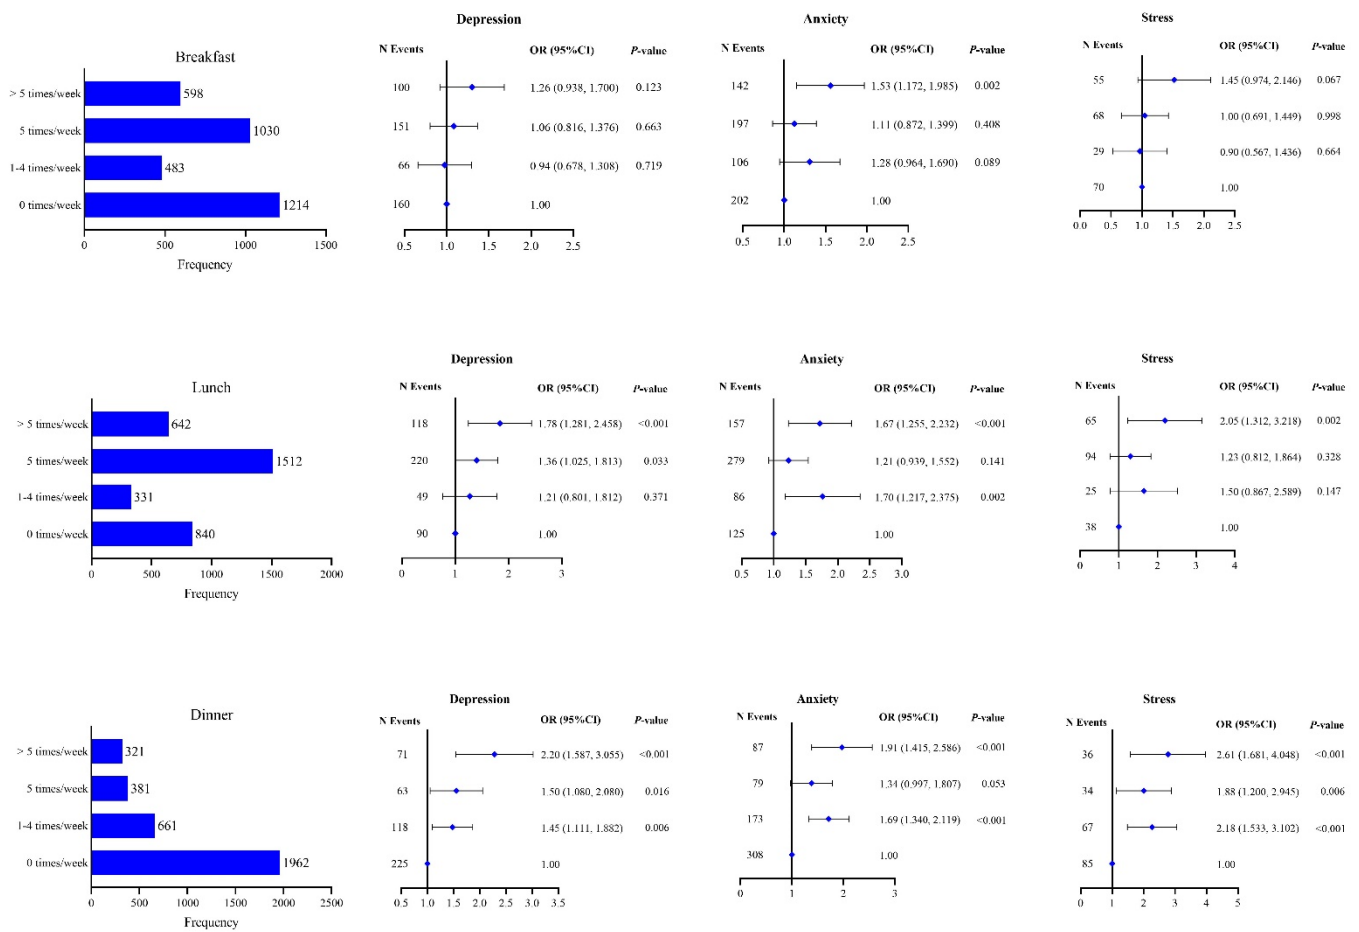 Depression Anxiety Stress
Breakfast
N Events OR (95%CI) P-value N Events OR (95%CI) P-value N Events OR (95%CI) P-value
> 5 times/week 598 100 1.26 (0.938, 1.700) 0.123 142 1.53 (1.172, 1.985) 0.002 55 1.45 (0.974, 2.146) 0.067
5 times/week 1030 151 1.06 (0.816, 1.376) 0.663 197 1.11 (0.872, 1.399) 0.408 68 1.00 (0.691, 1.449) 0.998
1-4 times/week 483 66 0.94 (0.678, 1.308) 0.719 106 1.28 (0.964, 1.690) 0.089 29 0.90 (0.567, 1.436) 0.664
0 times/week 1214 160 1.00 202 1.00 70 1.00
0 500 1000 1500 0.5 1.0 1.5 2.0 2.5 0.5 1.0 1.5 2.0 2.5 0.0 0.5 1.0 1.5 2.0 2.5
Frequency
Depression Anxiety Stress
Lunch
N Events OR (95%CI) P-value N Events OR (95%CI) P-value N Events OR (95%CI) P-value
> 5 times/week 642 118 1.78 (1.281, 2.458) <0.001 157 1.67 (1.255, 2.232) <0.001 65 2.05 (1.312, 3.218) 0.002
5 times/week 1512 220 1.36 (1.025, 1.813) 0.033 279 1.21 (0.939, 1.552) 0.141 94 1.23 (0.812, 1.864) 0.328
1-4 times/week 331 49 1.21 (0.801, 1.812) 0.371 86 1.70 (1.217, 2.375) 0.002 25 1.50 (0.867, 2.589) 0.147
0 times/week 840 90 1.00 125 1.00 38 1.00
0 500 1000 1500 2000 0 1 2 3 0.5 1.0 1.5 2.0 2.5 3.0 0 1 2 3 4
Frequency
Depression Anxiety Stress
Dinner
N Events OR (95%CI) P-value N Events OR (95%CI) P-value N Events OR (95%CI) P-value
> 5 times/week 321 71 2.20 (1.587, 3.055) <0.001 87 1.91 (1.415, 2.586) <0.001 36 2.61 (1.681, 4.048) <0.001
5 times/week 381 63 1.50 (1.080, 2.080) 0.016 79 1.34 (0.997, 1.807) 0.053 34 1.88 (1.200, 2.945) 0.006
1-4 times/week 661 118 1.45 (1.111, 1.882) 0.006 173 1.69 (1.340, 2.119) <0.001 67 2.18 (1.533, 3.102) <0.001
0 times/week 1962 225 1.00 308 1.00 85 1.00
0 500 1000 1500 2000 2500 0.5 1.0 1.5 2.0 2.5 3.0 3.5 0 1 2 3 0 1 2 3 4 5
Frequency